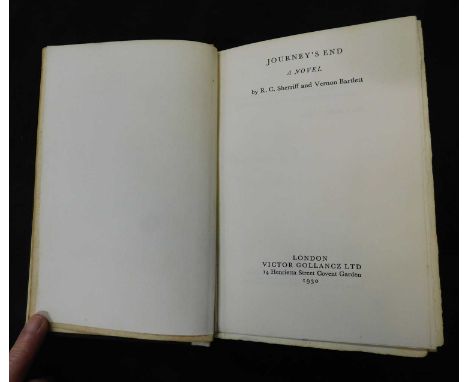 JOURNEY'S END
A NOVEL
by R. C. Sherriff and Vernon Bartlett
LONDON
VICTOR GOLLANCZ LTD
14 Henrietta Street Covent Garden
1930